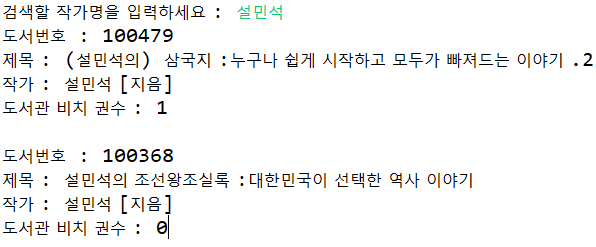 검색할 작가명을 입력하세요 : 설민석
도서번호 : 100479
제목 : (설민석의) 삼국지 :누구나 쉽게 시작하고 모두가 빠져드는 이야기 .2
작가 : 설민석 [지음]
도서관 비치 권수 : 1
도서번호 : 100368
제목 : 설민석의 조선왕조실록 :대한민국이 선택한 역사 이야기
작가 : 설민석 [지음]
도서관 비치 권수 : 0